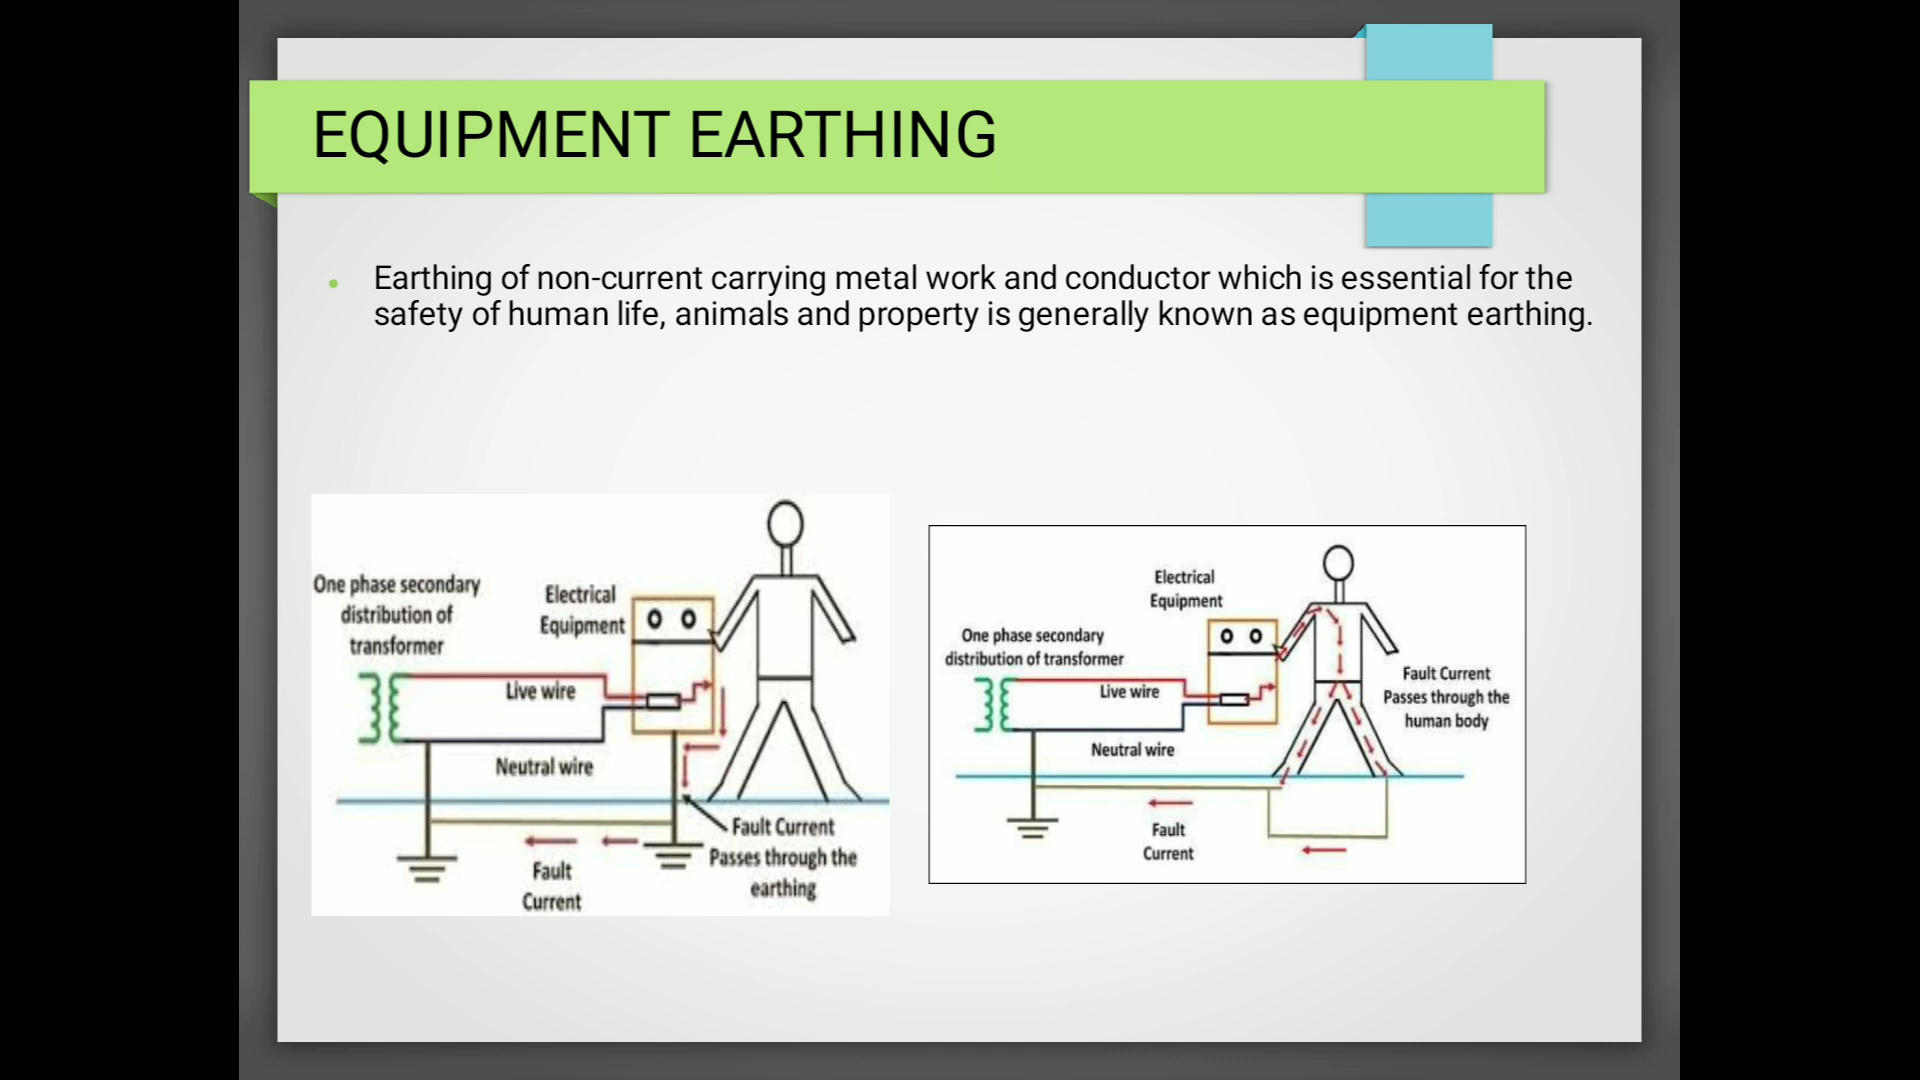 EQUIPMENT EARTHING
Earthing of non-current carrying metal work and conductor which is essential for the
safety of human life, animals and property is generally known as equipment earthing.
One phase secondary
distribution of
transformer
Electrical
Equipment
Live wire
Neutral wire
Fault Current
Passes through the
earthing
Fault
Current
Electrical
Equipment
One phase secondary
distribution of transformer
Live wire
Neutral wire
Fault Current
Passes through the
human body
Fault
Current